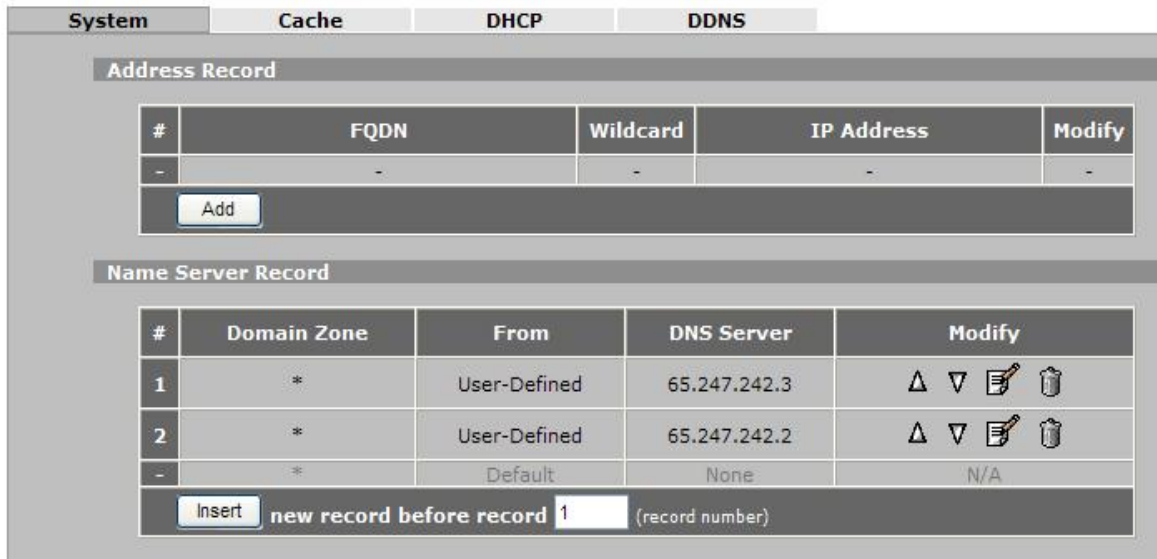 System Cache DHCP DDNS
Address Record
# FQDN Wildcard IP Address Modify
- - - - -
Add
Name Server Record
# Domain Zone From DNS Server Modify
1 * User-Defined 65.247.242.3
2 * User-Defined 65.247.242.2
- * Default None N/A
Insert new record before record 1 (record number)